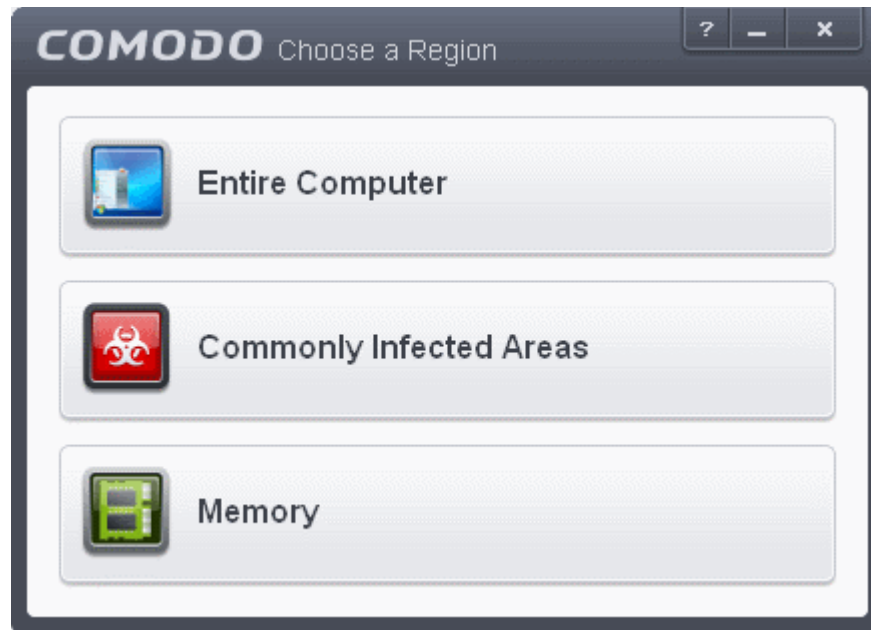 COMODO Choose a Region
?
Entire Computer
Commonly Infected Areas
Memory